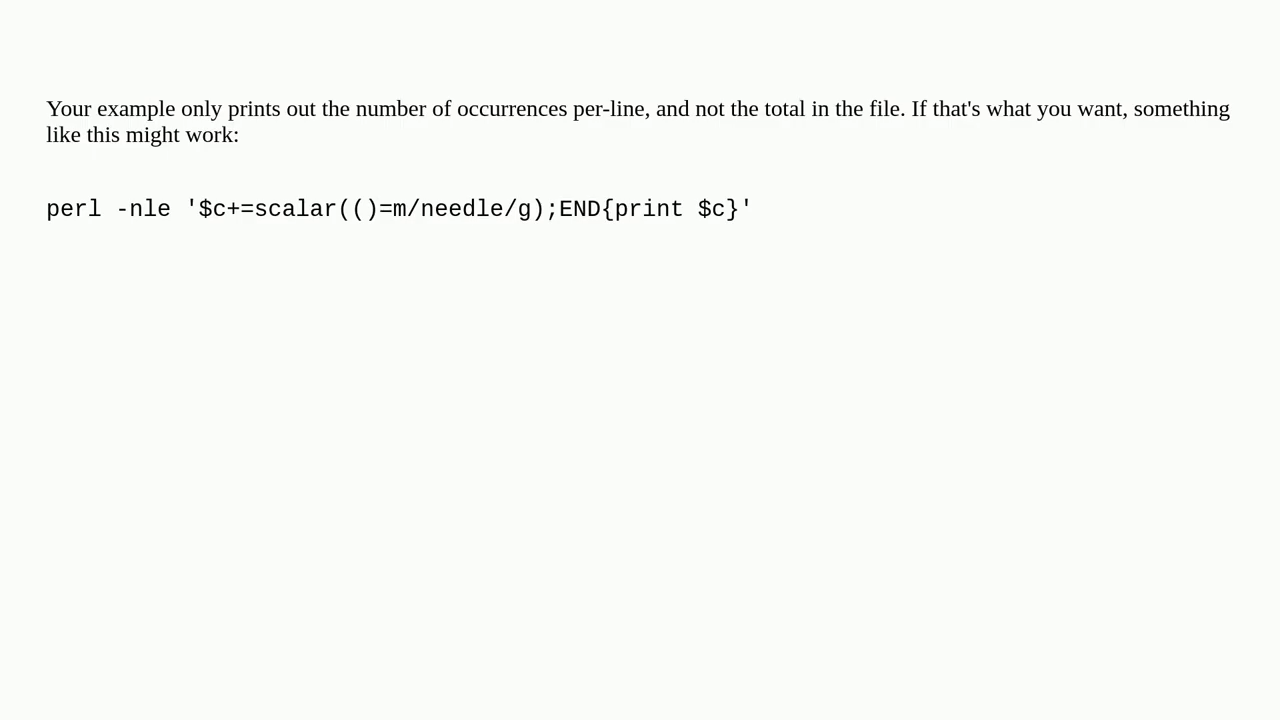 Your example only prints out the number of occurrences per-line, and not the total in the file. If that's what you want, something
like this might work:
perl -nle '$c+=scalar(()=m/needle/g);END{print $c}'